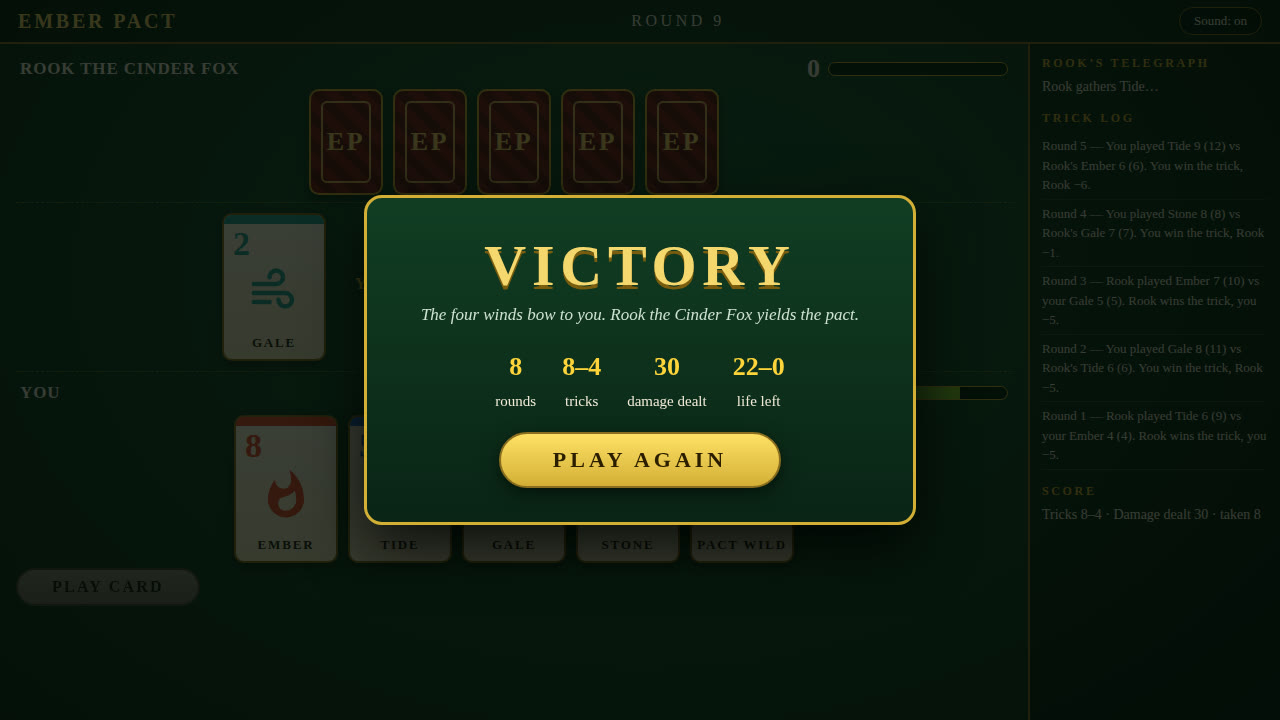 EMBER PACT
ROUND 9
Sound: on
ROOK THE CINDER FOX
0
EP
EP
EP
EP
EP
2
GALE
VICTORY
The four winds bow to you. Rook the Cinder Fox yields the pact.
8
8–4
30
22–0
rounds
tricks
damage dealt
life left
PLAY AGAIN
YOU
8
EMBER
TIDE
GALE
STONE
PACT WILD
PLAY CARD
ROOK'S TELEGRAPH
Rook gathers Tide…
TRICK LOG
Round 5 — You played Tide 9 (12) vs
Rook's Ember 6 (6). You win the trick,
Rook −6.
Round 4 — You played Stone 8 (8) vs
Rook's Gale 7 (7). You win the trick, Rook
−1.
Round 3 — Rook played Ember 7 (10) vs
your Gale 5 (5). Rook wins the trick, you
−5.
Round 2 — You played Gale 8 (11) vs
Rook's Tide 6 (6). You win the trick, Rook
−5.
Round 1 — Rook played Tide 6 (9) vs
your Ember 4 (4). Rook wins the trick, you
−5.
SCORE
Tricks 8–4 · Damage dealt 30 · taken 8